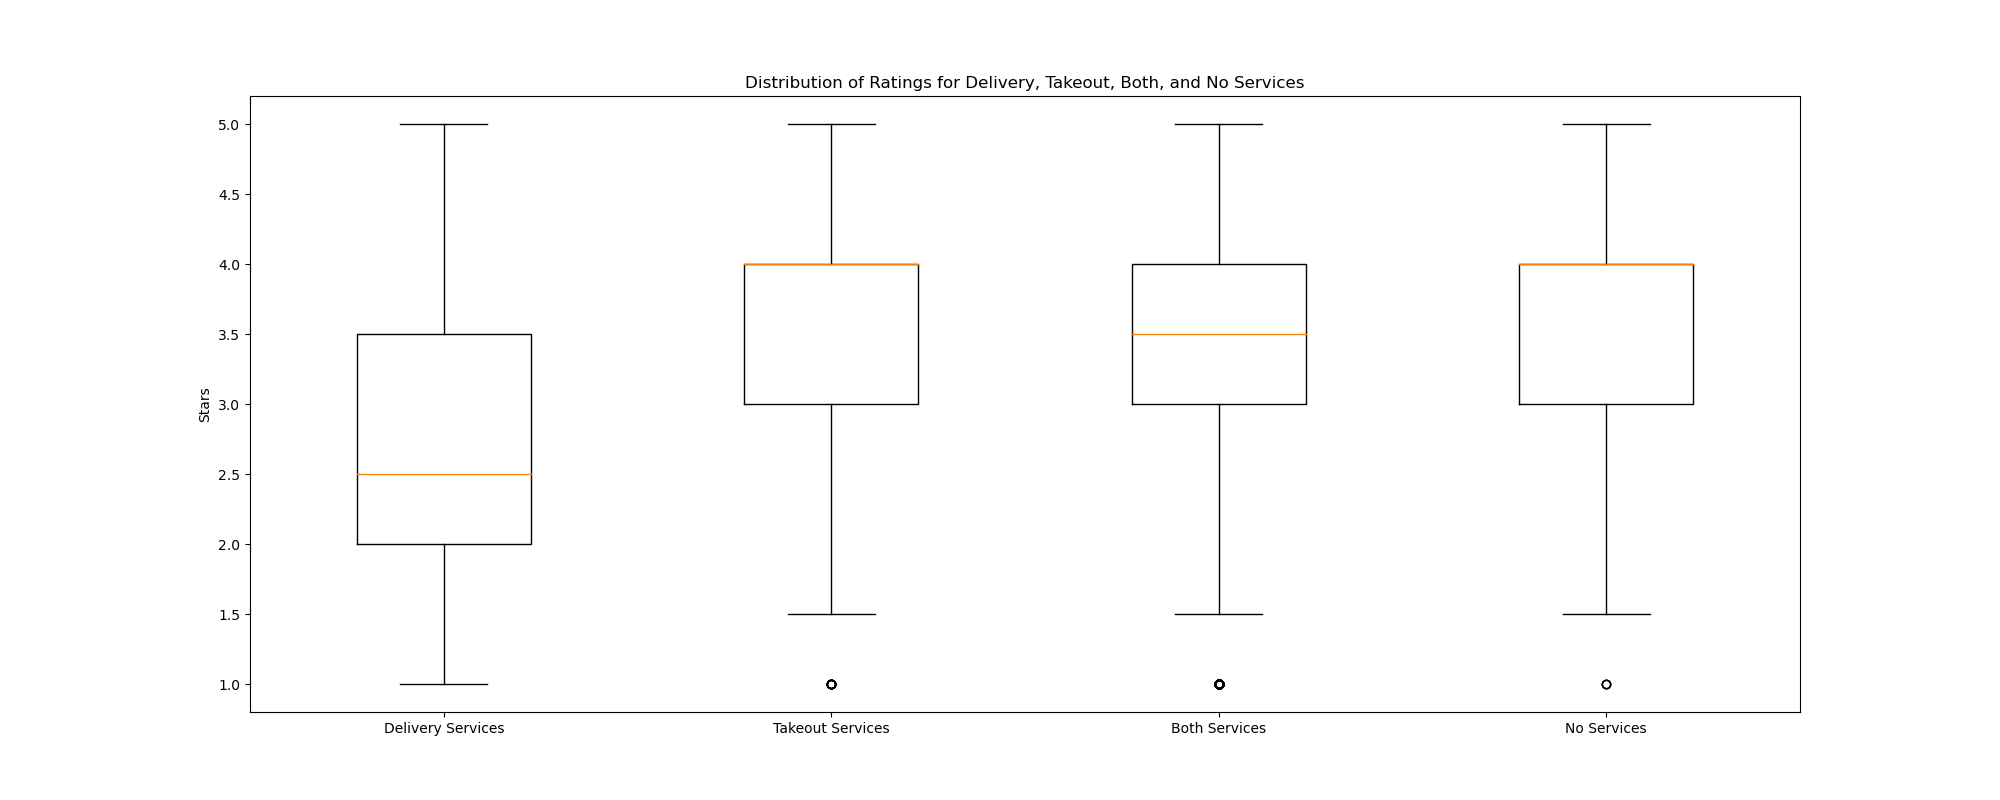 Distribution of Ratings for Delivery, Takeout, Both, and No Services
5.0
4.5
4.0
3.5
3.0
2.5
2.0
1.5
1.0
Stars
Delivery Services
Takeout Services
Both Services
No Services